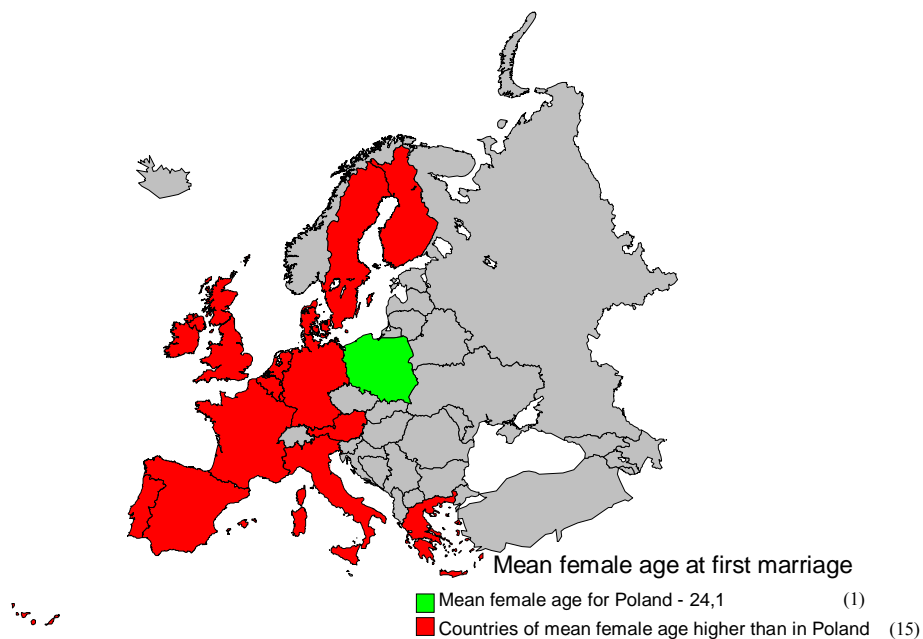 Mean female age at first marriage
Mean female age for Poland - 24,1 (1)
Countries of mean female age higher than in Poland (15)